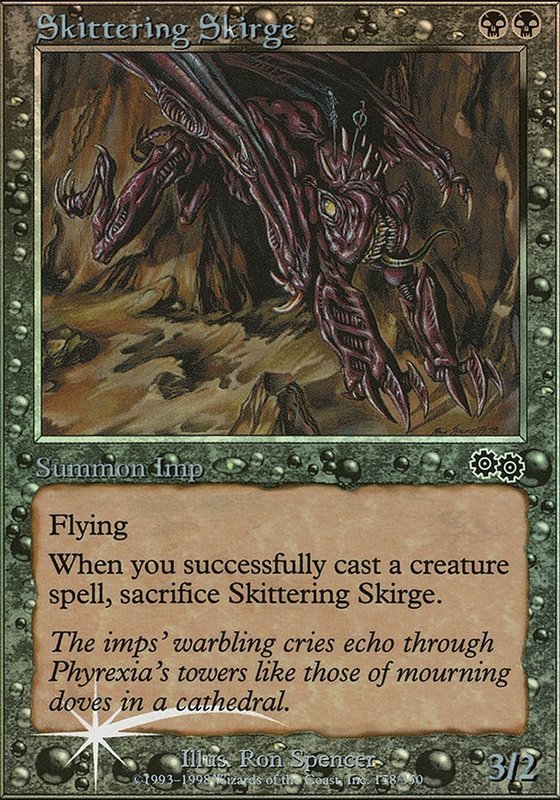 Skittering Skirge
Summon Imp
Flying
When you successfully cast a creature
spell, sacrifice Skittering Skirge.
The imps' warbling cries echo through
Phyrexia's towers like those of mourning
doves in a cathedral.
Illus. Ron Spencer
©1993–1998 Wizards of the Coast, Inc.
3/2